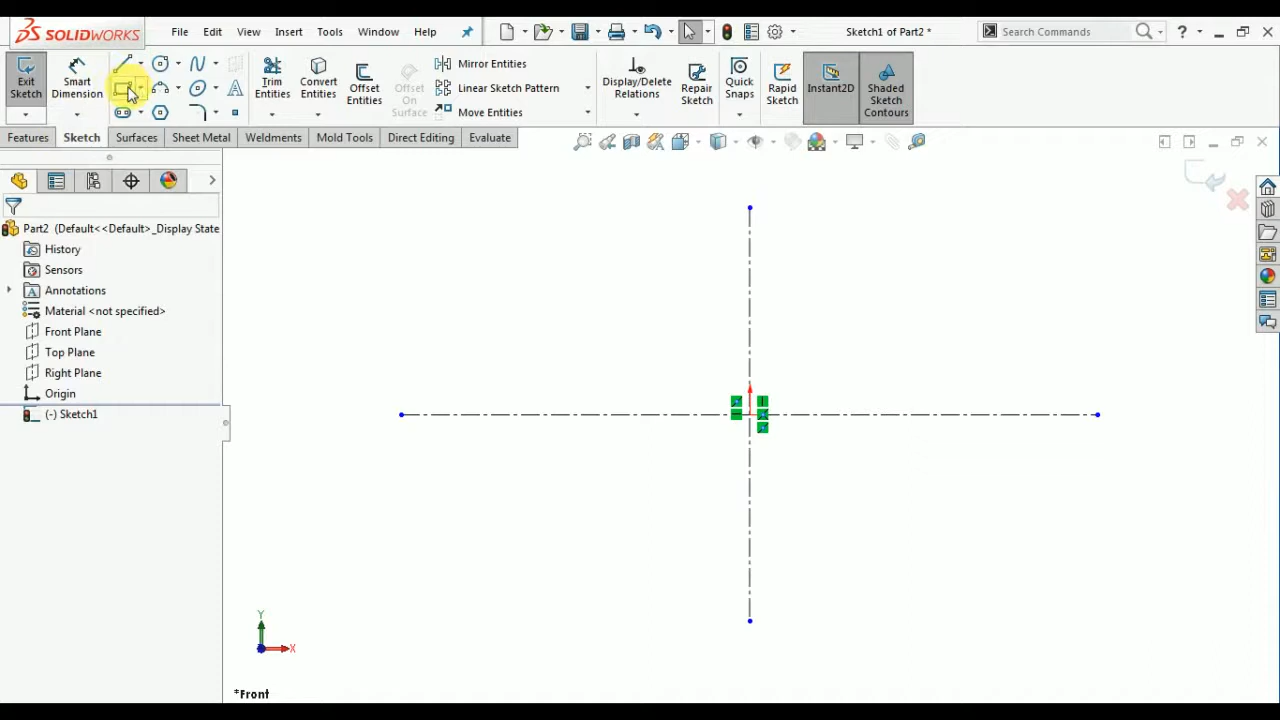 SOLIDWORKS File Edit View Insert Tools Window Help Sketch1 of Part2 * Search Commands ?
Exit Sketch
Smart Dimension
Trim Entities
Convert Entities
Offset Entities
Offset On Surface
Mirror Entities
Linear Sketch Pattern
Move Entities
Display/Delete Relations
Repair Sketch
Quick Snaps
Rapid Sketch
Instant2D
Shaded Sketch Contours
Features Sketch Surfaces Sheet Metal Weldments Mold Tools Direct Editing Evaluate
Part2 (Default<<Default>_Display State
History
Sensors
Annotations
Material <not specified>
Front Plane
Top Plane
Right Plane
Origin
(-) Sketch1
Y
X
*Front